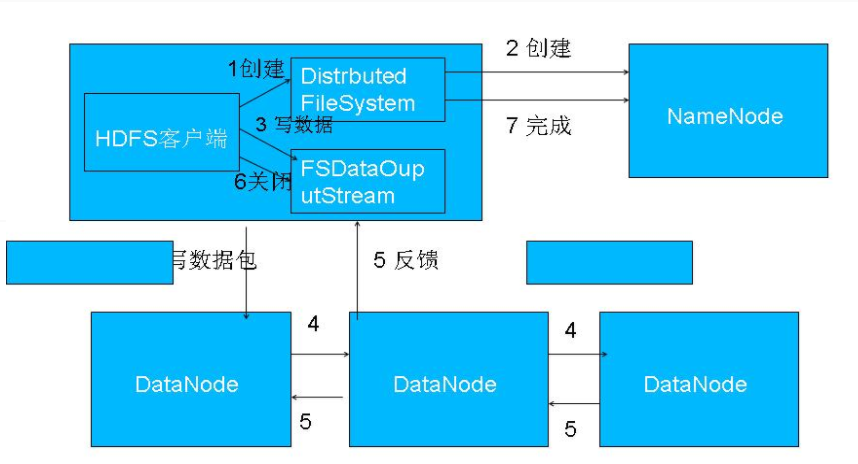 2 创建
1创建
Distrbuted
FileSystem
HDFS客户端
3 写数据
NameNode
7 完成
FSDataOup
utStream
6关闭
写数据包
5 反馈
4
4
DataNode
DataNode
DataNode
5
5